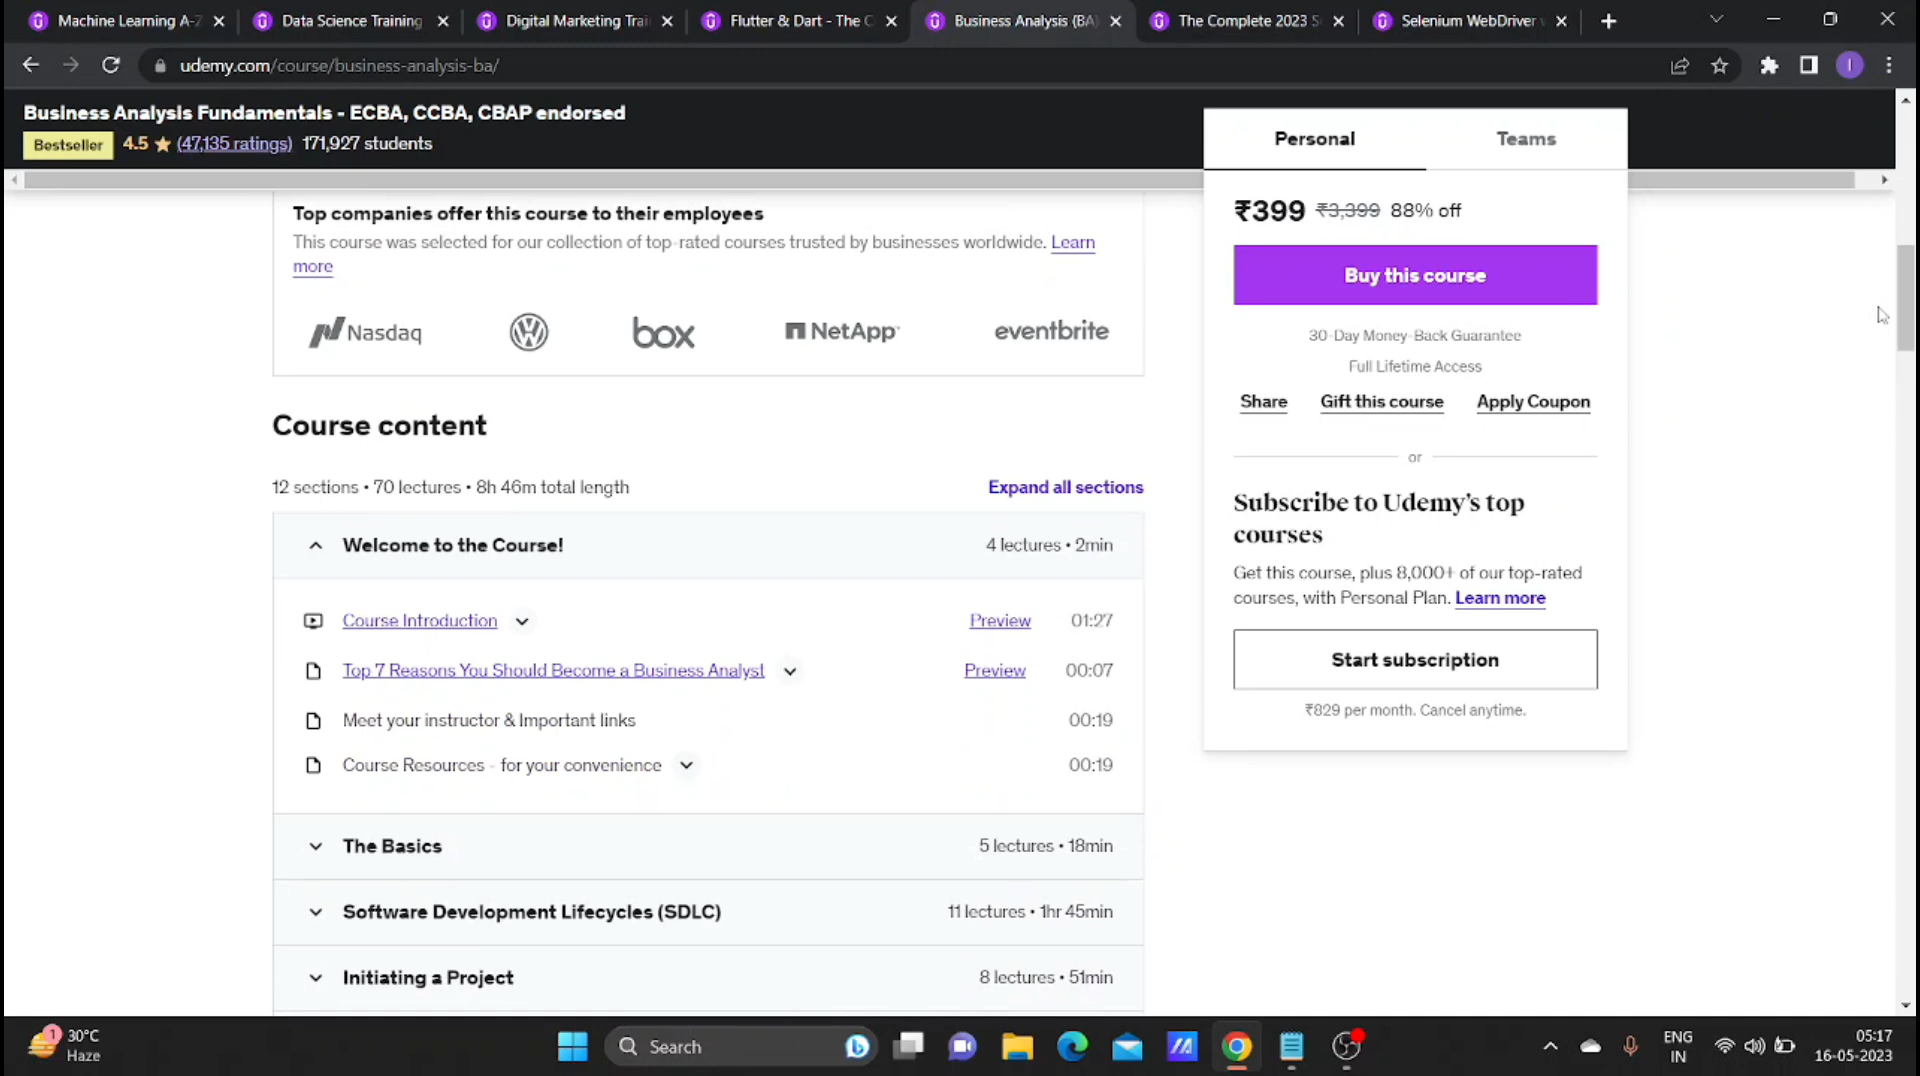 Machine Learning A-Z
Data Science Training
Digital Marketing Trai
Flutter & Dart - The C
Business Analysis (BA)
The Complete 2023 S
Selenium WebDriver
udemy.com/course/business-analysis-ba/
I
Business Analysis Fundamentals - ECBA, CCBA, CBAP endorsed
Bestseller 4.5 (47,135 ratings) 171,927 students
Top companies offer this course to their employees
This course was selected for our collection of top-rated courses trusted by businesses worldwide. Learn
more
Nasdaq box NetApp eventbrite
Course content
12 sections • 70 lectures • 8h 46m total length Expand all sections
Welcome to the Course! 4 lectures • 2min
Course Introduction Preview 01:27
Top 7 Reasons You Should Become a Business Analyst Preview 00:07
Meet your instructor & Important links 00:19
Course Resources - for your convenience 00:19
The Basics 5 lectures • 18min
Software Development Lifecycles (SDLC) 11 lectures • 1hr 45min
Initiating a Project 8 lectures • 51min
Personal Teams
₹399 ₹3,399 88% off
Buy this course
30-Day Money-Back Guarantee
Full Lifetime Access
Share Gift this course Apply Coupon
or
Subscribe to Udemy's top
courses
Get this course, plus 8,000+ of our top-rated
courses, with Personal Plan. Learn more
Start subscription
₹829 per month. Cancel anytime.
1
30°C
Haze
Search
ENG
IN
05:17
16-05-2023